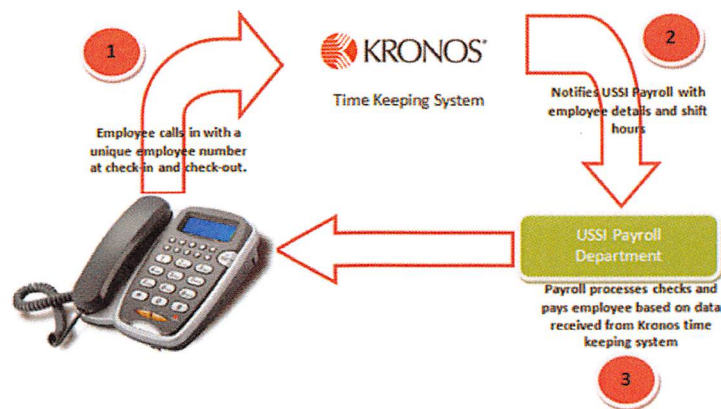 1
Employee calls in with a
unique employee number
at check-in and check-out.
KRONOS®
Time Keeping System
2
Notifies USSI Payroll with
employee details and shift
hours
USSI Payroll
Department
Payroll processes checks and
pays employee based on data
received from Kronos time
keeping system
3